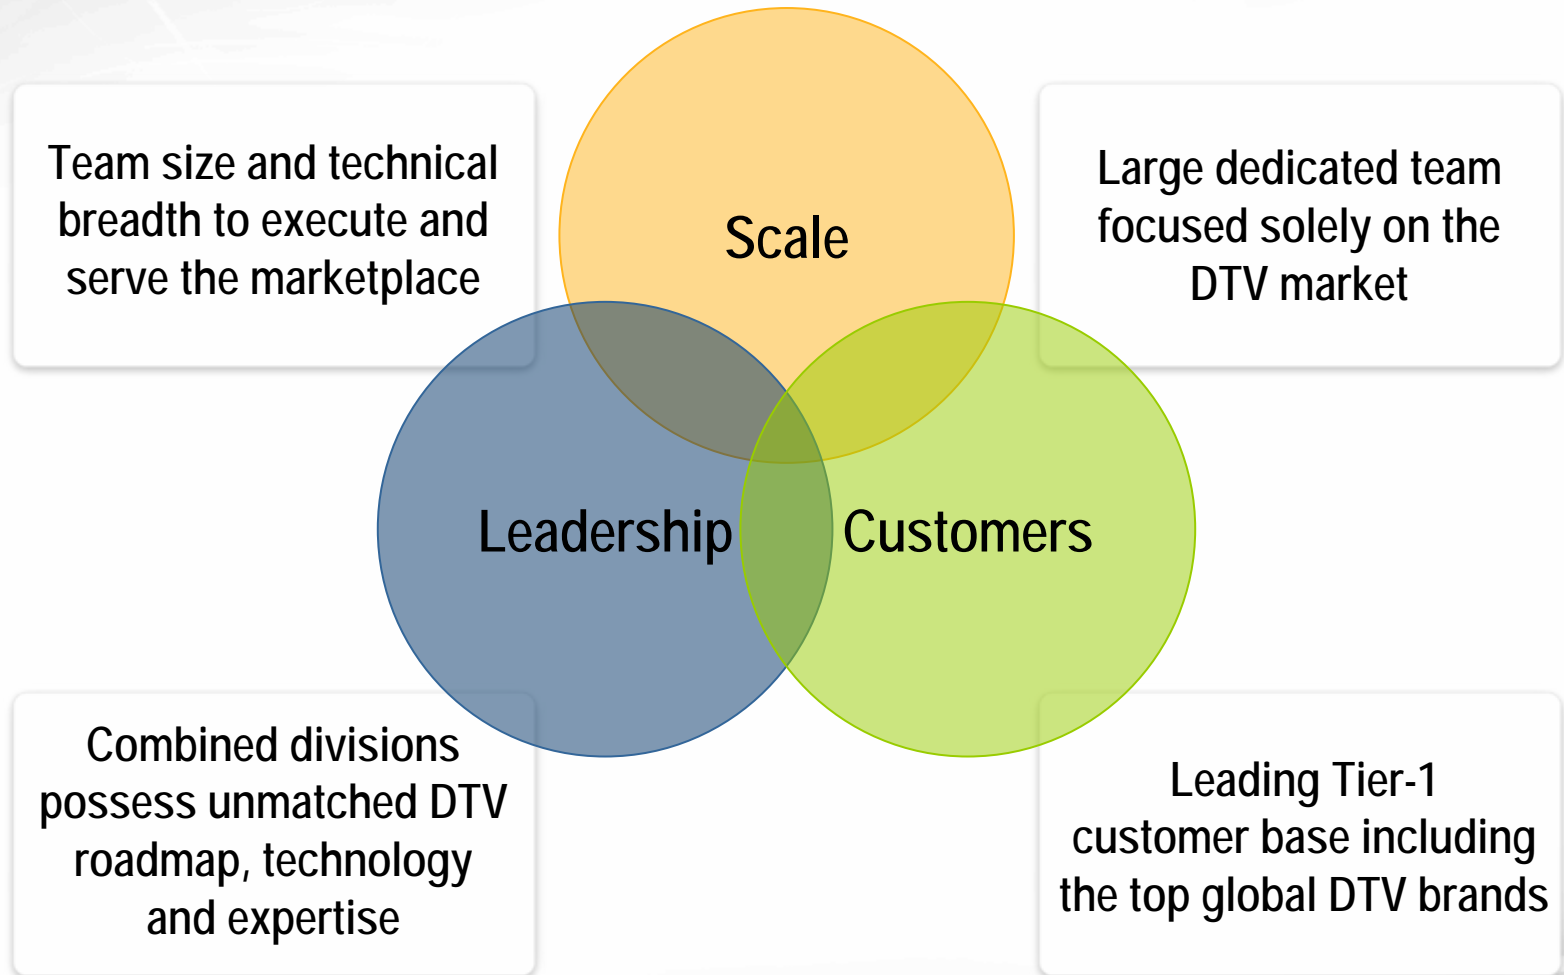 Team size and technical
breadth to execute and
serve the marketplace
Scale
Large dedicated team
focused solely on the
DTV market
Leadership
Customers
Combined divisions
possess unmatched DTV
roadmap, technology
and expertise
Leading Tier-1
customer base including
the top global DTV brands